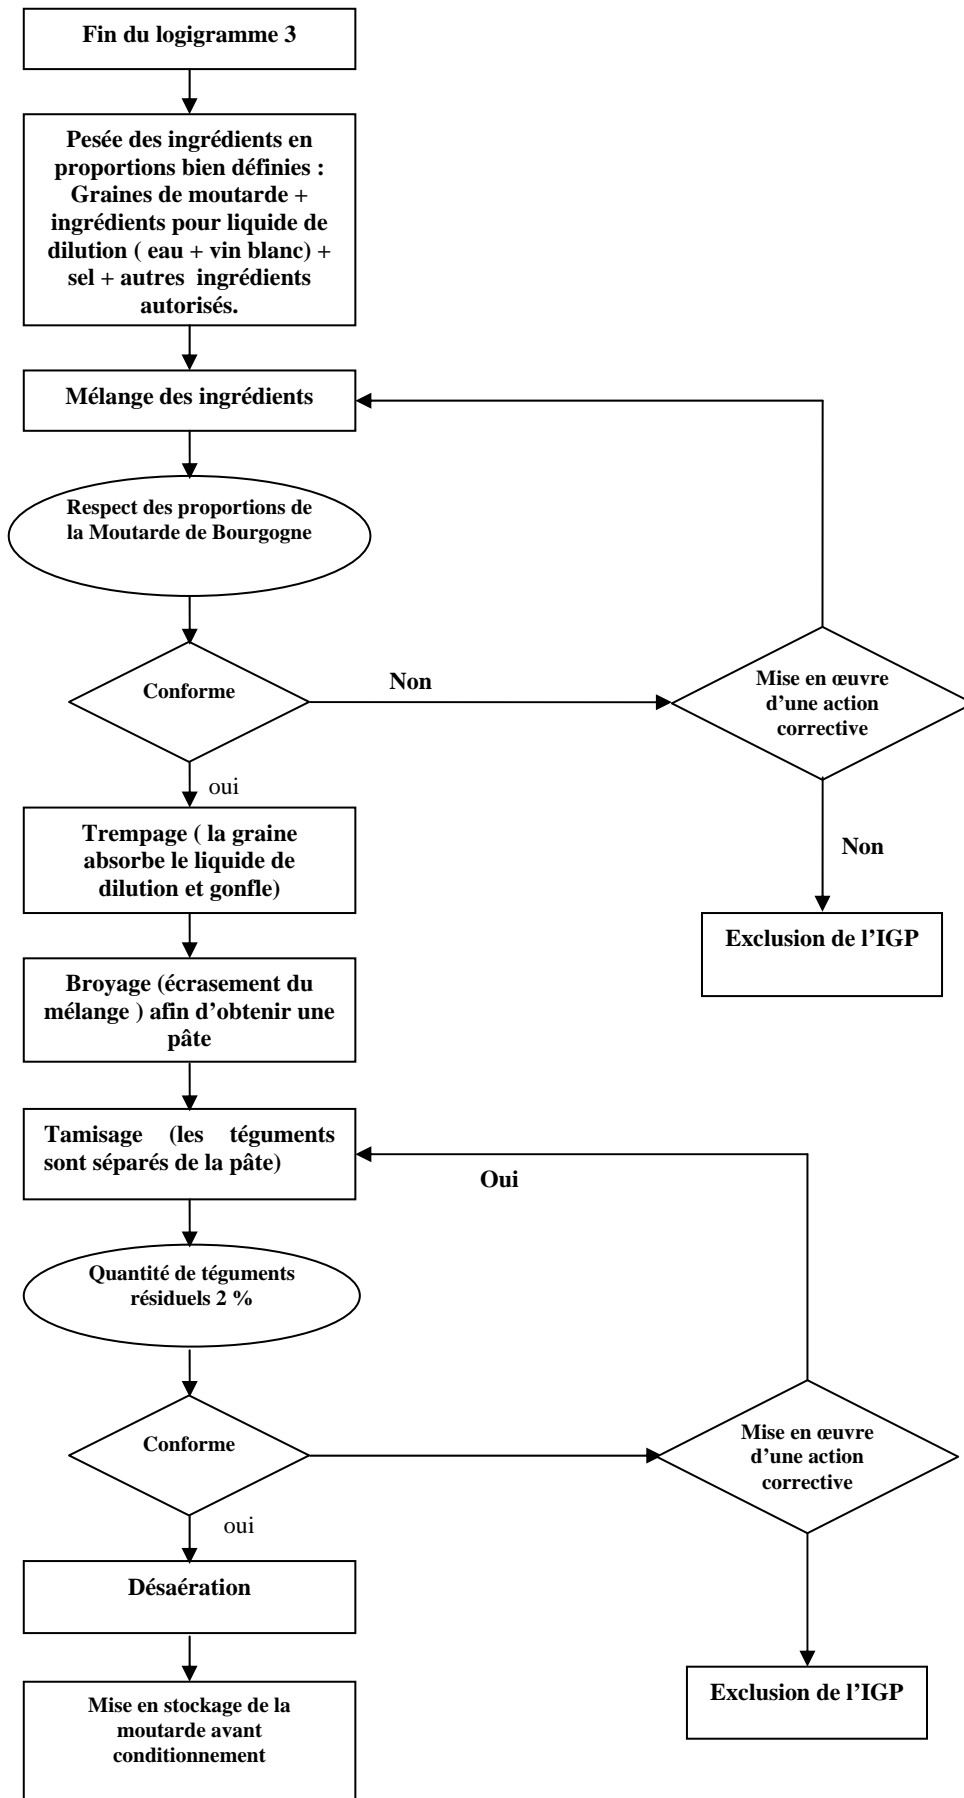 Fin du logigramme 3
Pesée des ingrédients en
proportions bien définies :
Graines de moutarde +
ingrédients pour liquide de
dilution ( eau + vin blanc) +
sel + autres ingrédients
autorisés.
Mélange des ingrédients
Respect des proportions de
la Moutarde de Bourgogne
Conforme
Non
Mise en œuvre
d’une action
corrective
oui
Trempage ( la graine
absorbe le liquide de
dilution et gonfle)
Non
Exclusion de l’IGP
Broyage (écrasement du
mélange ) afin d’obtenir une
pâte
Tamisage (les téguments
sont séparés de la pâte)
Oui
Quantité de téguments
résiduels 2 %
Conforme
Mise en œuvre
d’une action
corrective
oui
Désaération
Exclusion de l’IGP
Mise en stockage de la
moutarde avant
conditionnement